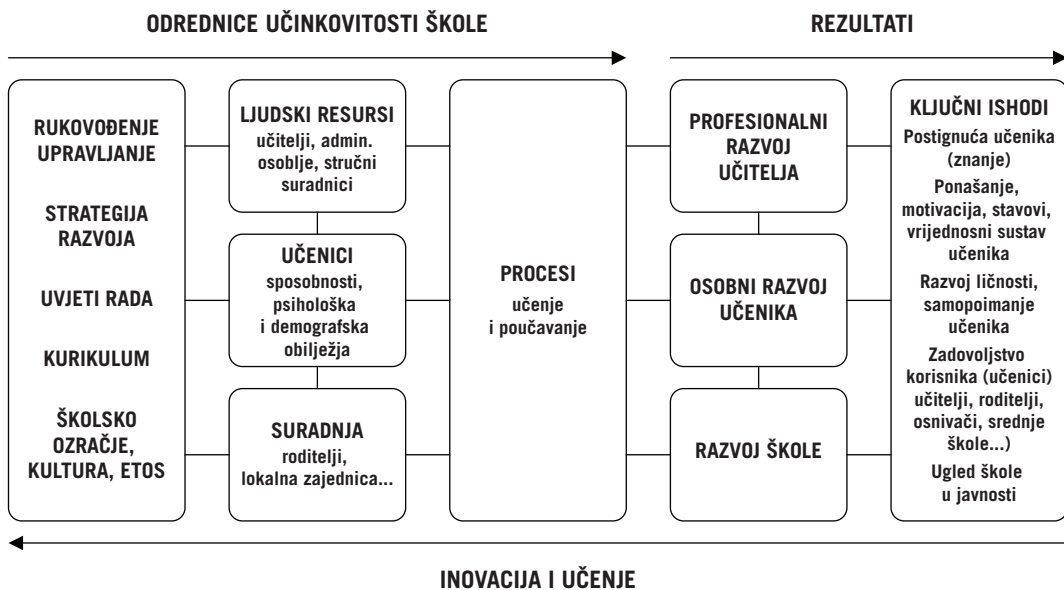 ODREDNICE UČINKOVITOSTI ŠKOLE
REZULTATI
RUKOVOĐENJE
UPRAVLJANJE
STRATEGIJA
RAZVOJA
UVJETI RADA
KURIKULUM
ŠKOLSKO
OZRAČJE,
KULTURA, ETOS
LJUDSKI RESURSI
učitelji, admin.
osoblje, stručni
suradnici
UČENICI
sposobnosti,
psihološka
i demografska
obilježja
SURADNJA
roditelji,
lokalna zajednica...
PROCESI
učenje
i poučavanje
PROFESIONALNI
RAZVOJ
UČITELJA
OSOBNI RAZVOJ
UČENIKA
RAZVOJ ŠKOLE
KLJUČNI ISHODI
Postignuća učenika
(znanje)
Ponašanje,
motivacija, stavovi,
vrijednosni sustav
učenika
Razvoj ličnosti,
samopoimanje
učenika
Zadovoljstvo
korisnika (učenici)
učitelji, roditelji,
osnivači, srednje
škole...)
Ugled škole
u javnosti
INOVACIJA I UČENJE